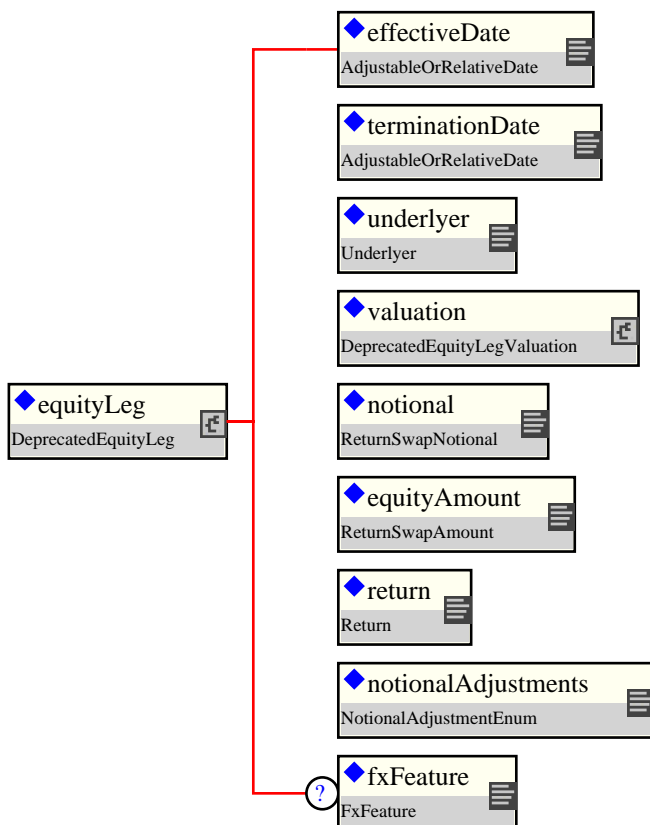 effectiveDate
AdjustableOrRelativeDate
terminationDate
AdjustableOrRelativeDate
underlyer
Underlyer
valuation
DeprecatedEquityLegValuation
equityLeg
DeprecatedEquityLeg
notional
ReturnSwapNotional
equityAmount
ReturnSwapAmount
return
Return
notionalAdjustments
NotionalAdjustmentEnum
?
fxFeature
FxFeature